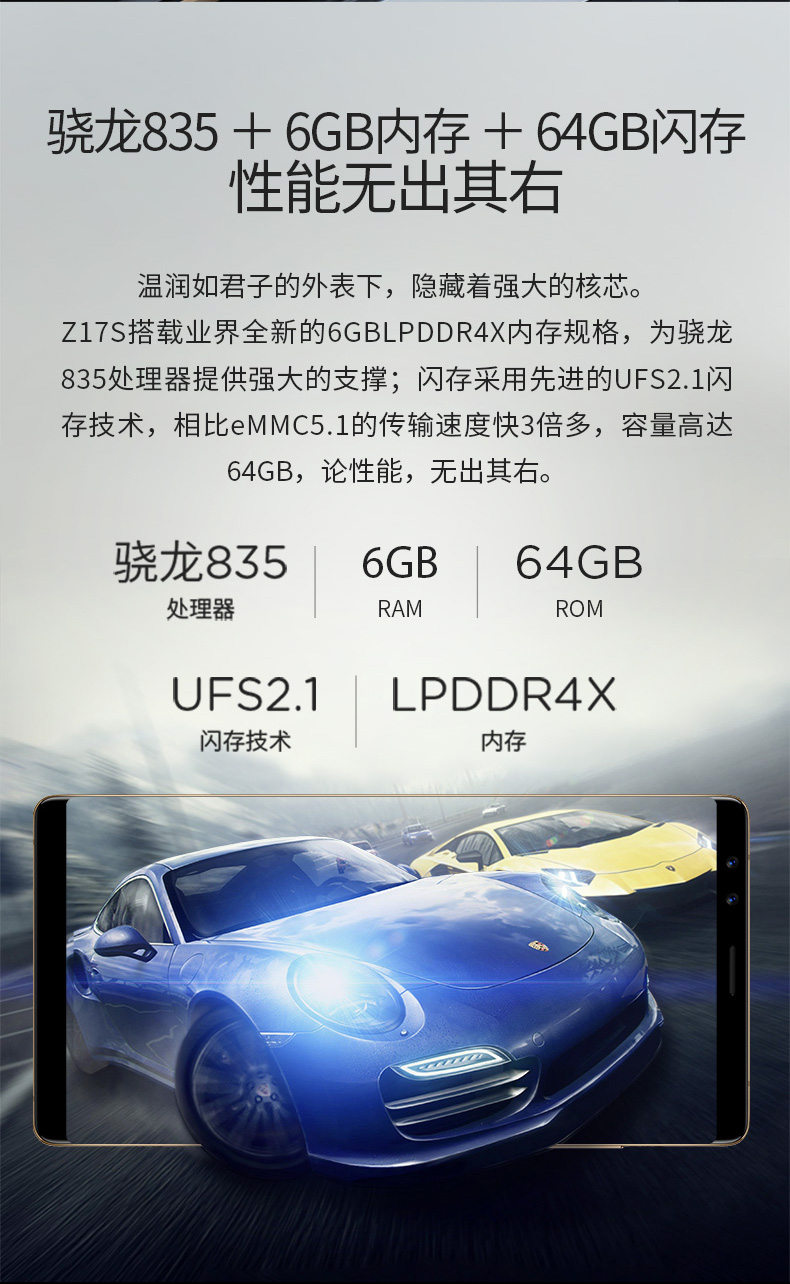 骁龙835 + 6GB内存 + 64GB闪存
性能无出其右
温润如君子的外表下，隐藏着强大的核芯。
Z17S搭载业界全新的6GBLPDDR4X内存规格，为骁龙
835处理器提供强大的支撑；闪存采用先进的UFS2.1闪
存技术，相比eMMC5.1的传输速度快3倍多，容量高达
64GB，论性能，无出其右。
骁龙835 6GB 64GB
处理器 RAM ROM
UFS2.1 LPDDR4X
闪存技术 内存